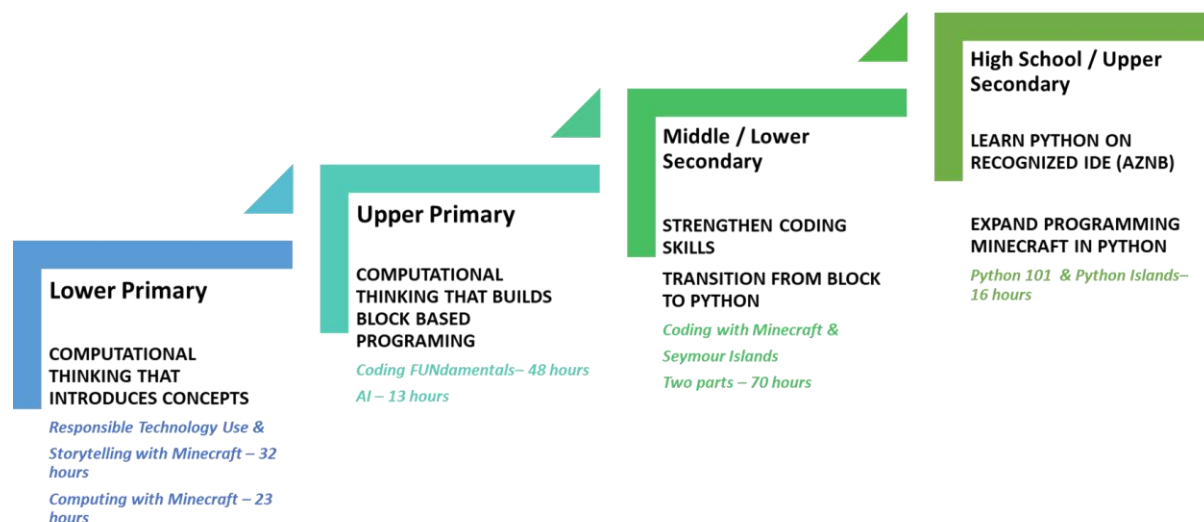 Lower Primary
COMPUTATIONAL
THINKING THAT
INTRODUCES CONCEPTS
Responsible Technology Use &
Storytelling with Minecraft – 32
hours
Computing with Minecraft – 23
hours
Upper Primary
COMPUTATIONAL
THINKING THAT BUILDS
BLOCK BASED
PROGRAMING
Coding FUNdamentals– 48 hours
AI – 13 hours
Middle / Lower
Secondary
STRENGTHEN CODING
SKILLS
TRANSITION FROM BLOCK
TO PYTHON
Coding with Minecraft &
Seymour Islands
Two parts – 70 hours
High School / Upper
Secondary
LEARN PYTHON ON
RECOGNIZED IDE (AZNB)
EXPAND PROGRAMMING
MINECRAFT IN PYTHON
Python 101 & Python Islands–
16 hours